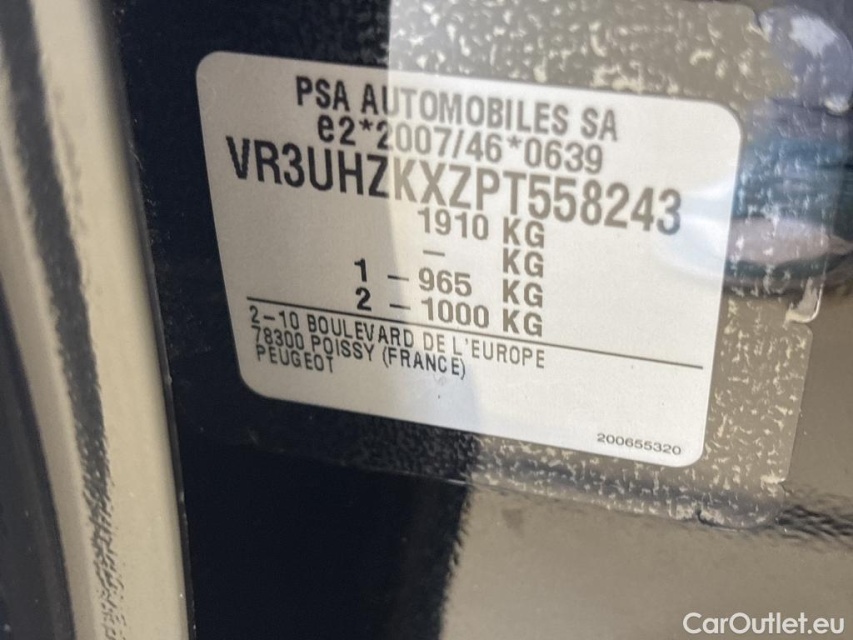 PSA AUTOMOBILES SA
e2*2007/46*0639
VR3UHZKXZPT558243
1910 KG
– KG
1 – 965 KG
2 – 1000 KG
2-10 BOULEVARD DE L'EUROPE
78300 POISSY (FRANCE)
PEUGEOT
200655320
CarOutlet.eu